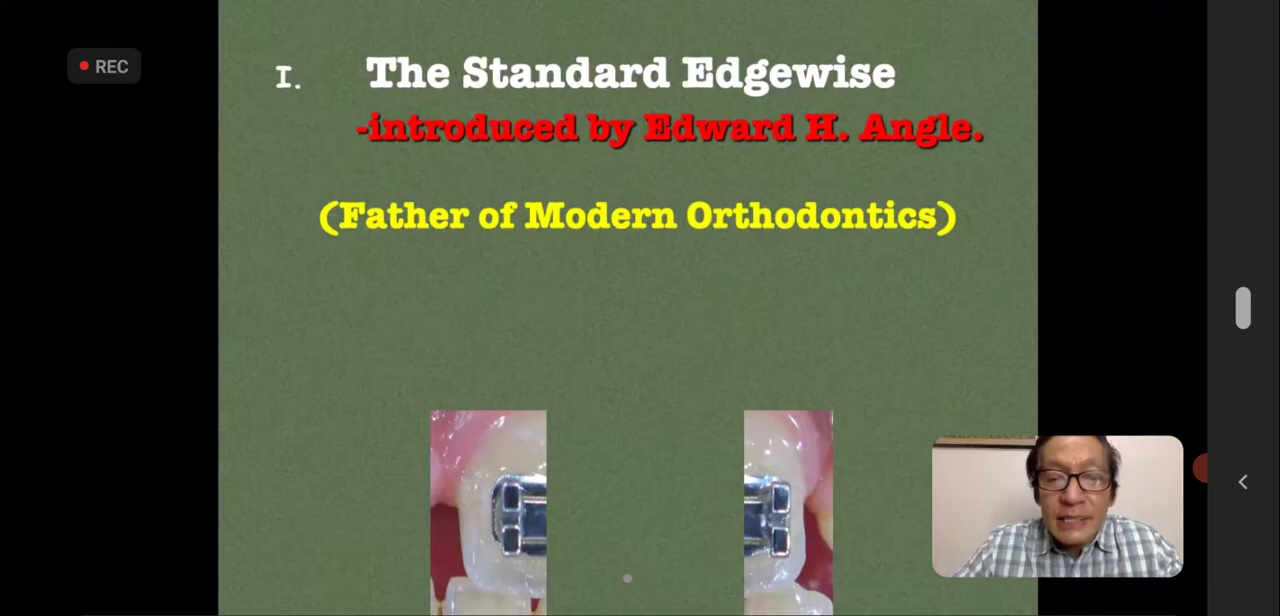 REC
I. The Standard Edgewise
-introduced by Edward H. Angle.
(Father of Modern Orthodontics)